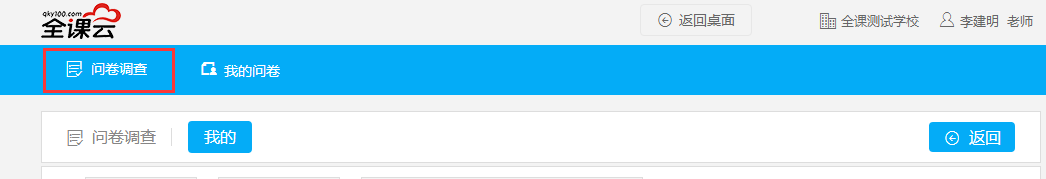 qky100.com
全课云
返回桌面
全课测试学校
李建明 老师
问卷调查
我的问卷
问卷调查
我的
返回